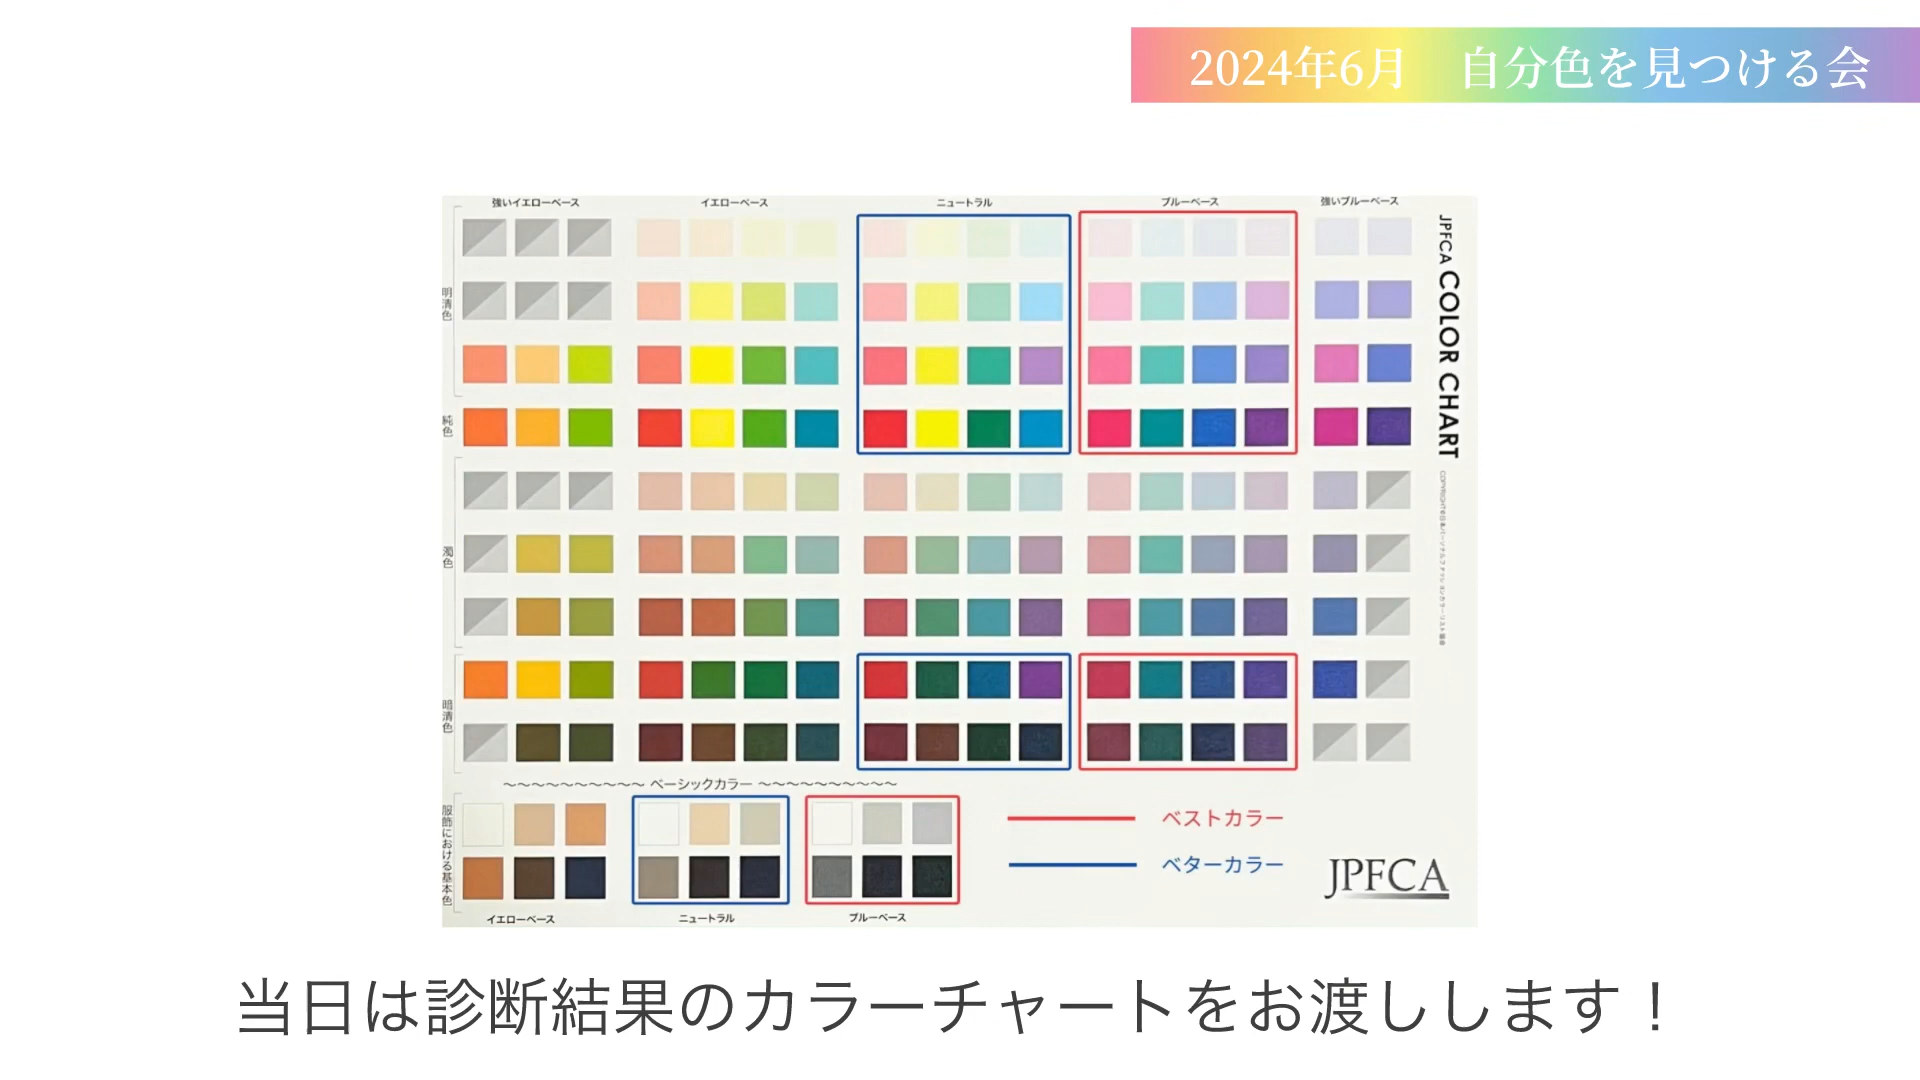 2024年6月　自分色を見つける会
強いイエローベース
イエローベース
ニュートラル
ブルーベース
強いブルーベース
明清色
純色
濁色
暗清色
JPFCA COLOR CHART
～～～～～～～～～～ ベーシックカラー ～～～～～～～～～～
服飾における基本色
イエローベース
ニュートラル
ブルーベース
ベストカラー
ベターカラー
JPFCA
当日は診断結果のカラーチャートをお渡しします！